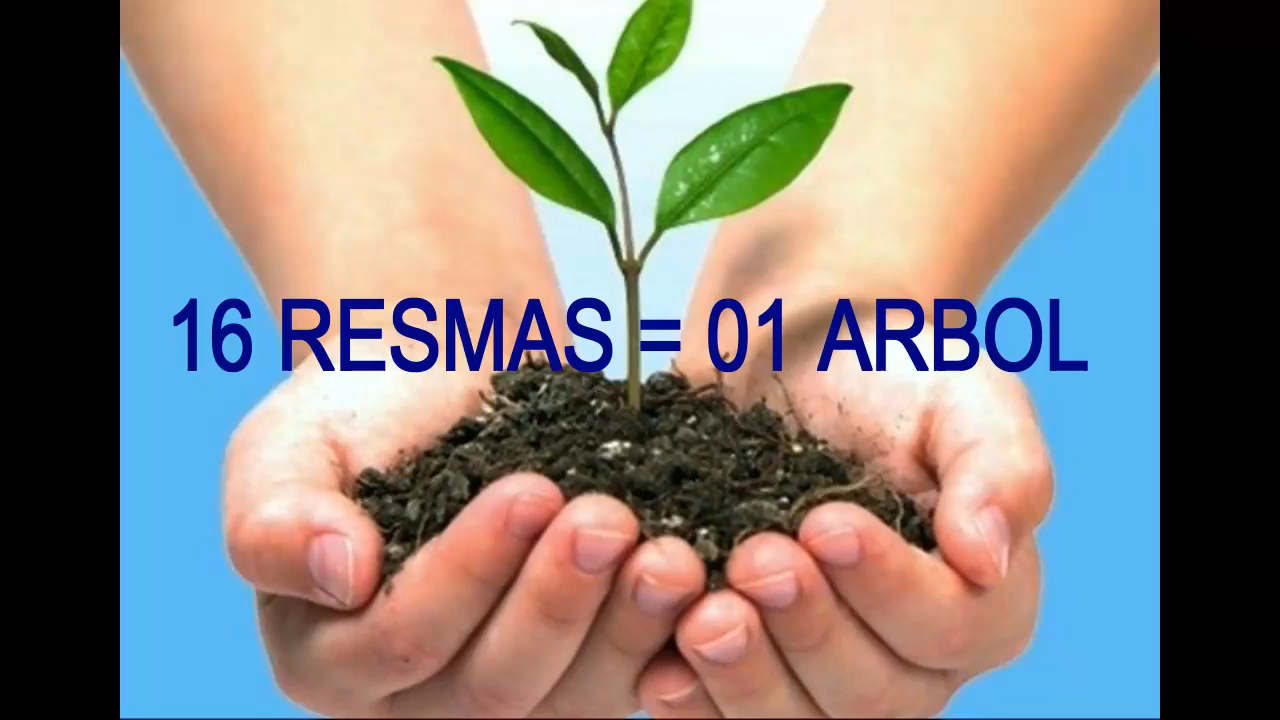 16 RESMAS = 01 ARBOL